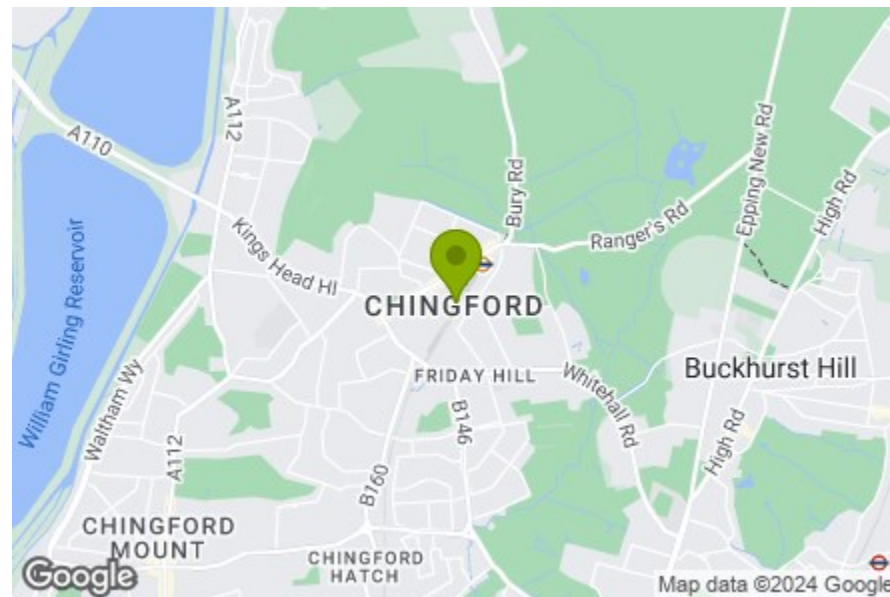 A112
A110
Bury Rd
Epping New Rd
High Rd
Ranger's Rd
Kings Head Hl
CHINGFORD
William Girling Reservoir
Waltham Wy
FRIDAY HILL
Whitehall Rd
Buckhurst Hill
B146
A112
B160
High Rd
CHINGFORD
MOUNT
CHINGFORD
HATCH
Google
Map data ©2024 Google